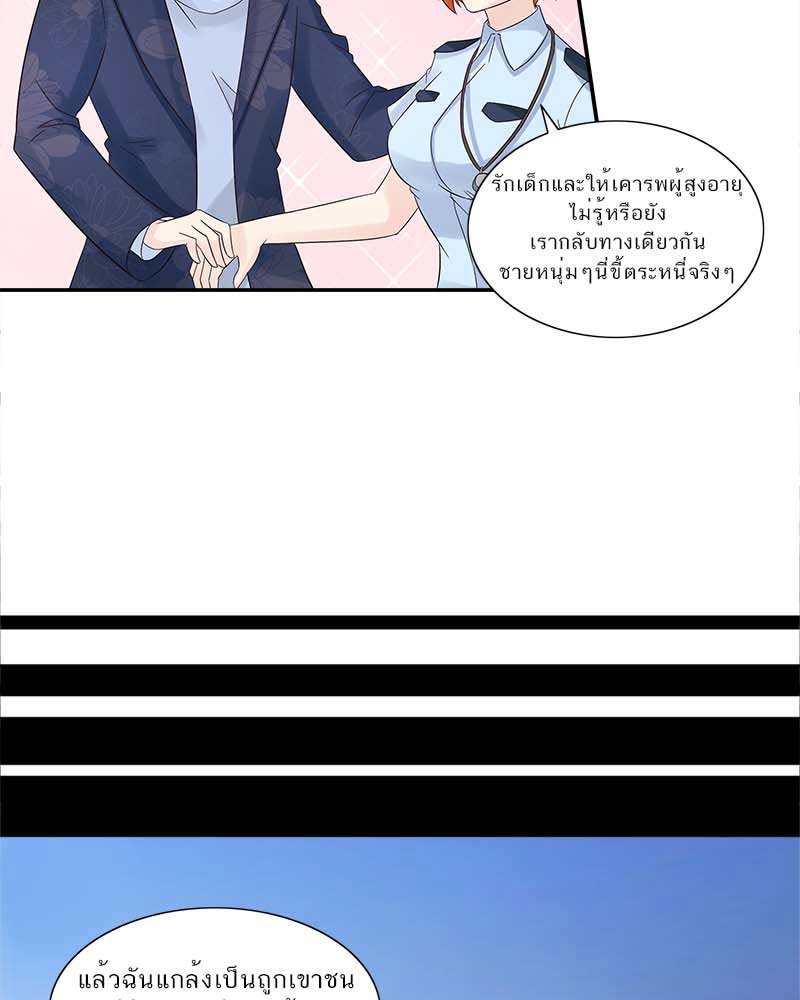 รักเด็กและให้เคารพผู้สูงอายุ
ไม่รู้หรือยัง
เรากลับทางเดียวกัน
ชายหนุ่มๆนี่ขี้ตระหนี่จริงๆ
แล้วฉันแกล้งเป็นถูกเขาชน